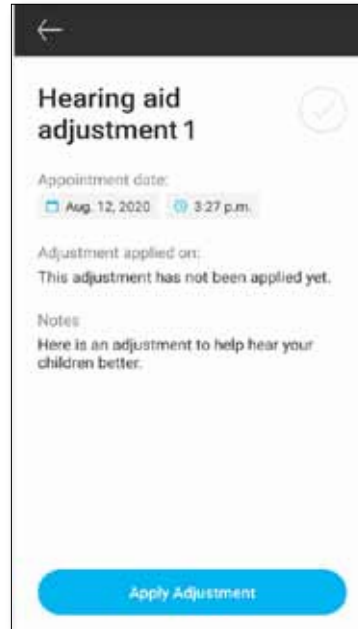 Hearing aid
adjustment 1
Appointment date:
Aug. 12, 2020 3:27 p.m.
Adjustment applied on:
This adjustment has not been applied yet.
Notes
Here is an adjustment to help hear your
children better.
Apply Adjustment